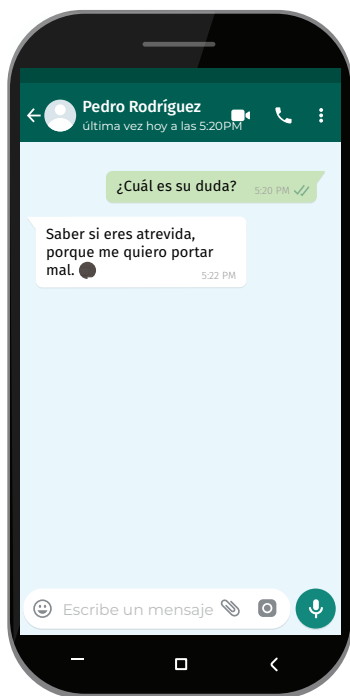 Pedro Rodríguez
última vez hoy a las 5:20PM
¿Cuál es su duda? 5:20 PM
Saber si eres atrevida,
porque me quiero portar
mal. 5:22 PM
Escribe un mensaje